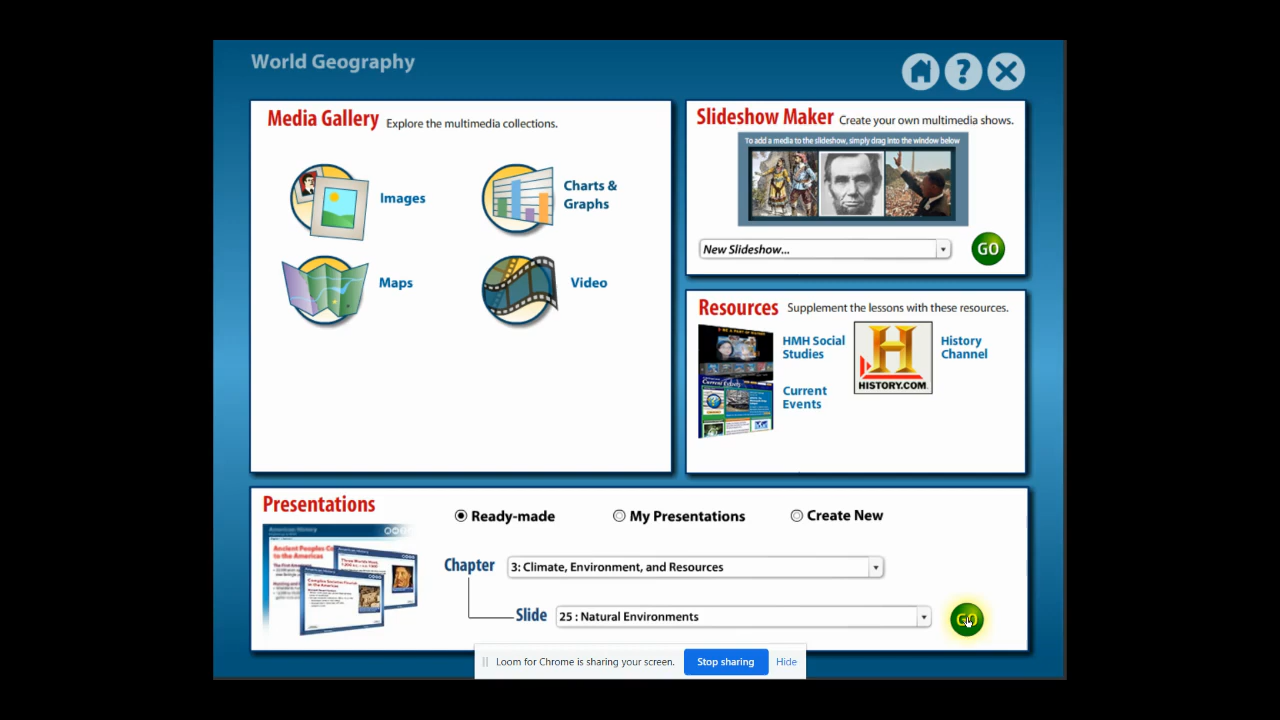 World Geography
Media Gallery Explore the multimedia collections.
Images
Charts &
Graphs
Maps
Video
Slideshow Maker Create your own multimedia shows.
To add a media to the slideshow, simply drag into the window below
New Slideshow...
GO
Resources Supplement the lessons with these resources.
HMH Social
Studies
Current
Events
HISTORY.COM
History
Channel
Presentations
Ready-made
My Presentations
Create New
Chapter
3: Climate, Environment, and Resources
Slide
25 : Natural Environments
GO
Loom for Chrome is sharing your screen.
Stop sharing
Hide